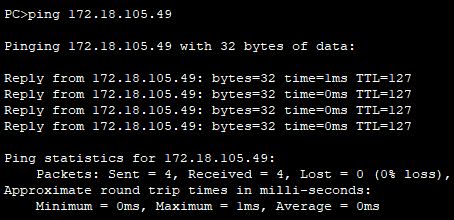 PC>ping 172.18.105.49
Pinging 172.18.105.49 with 32 bytes of data:
Reply from 172.18.105.49: bytes=32 time=1ms TTL=127
Reply from 172.18.105.49: bytes=32 time=0ms TTL=127
Reply from 172.18.105.49: bytes=32 time=0ms TTL=127
Reply from 172.18.105.49: bytes=32 time=0ms TTL=127
Ping statistics for 172.18.105.49:
    Packets: Sent = 4, Received = 4, Lost = 0 (0% loss),
Approximate round trip times in milli-seconds:
    Minimum = 0ms, Maximum = 1ms, Average = 0ms